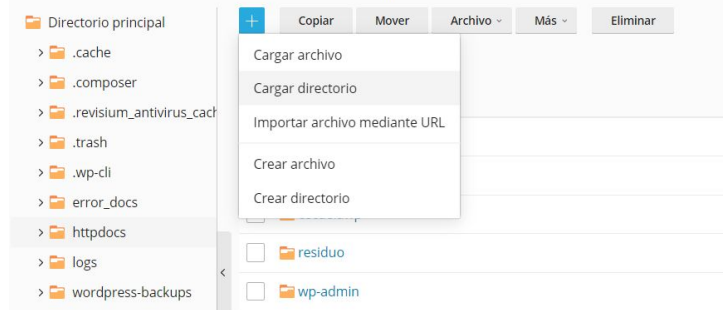 Directorio principal
.cache
.composer
.revisium_antivirus_cach
.trash
.wp-cli
error_docs
httpdocs
logs
wordpress-backups
+ Copiar Mover Archivo Más Eliminar
Cargar archivo
Cargar directorio
Importar archivo mediante URL
Crear archivo
Crear directorio
residuo
wp-admin